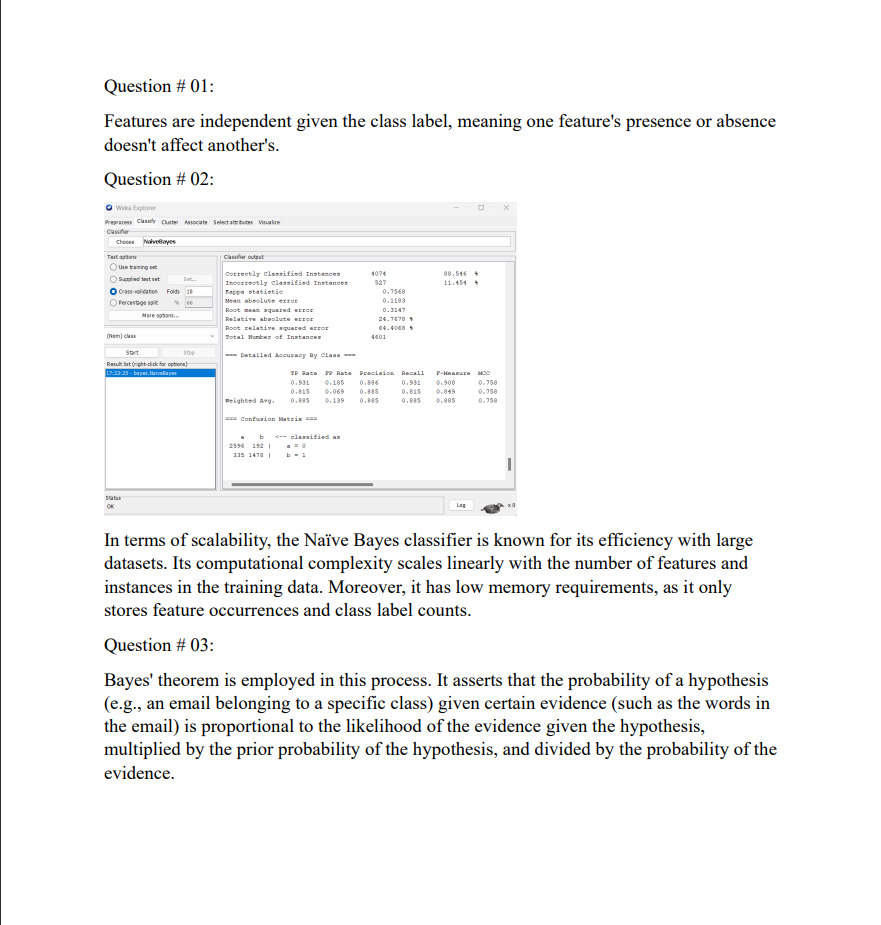 Question # 01:
Features are independent given the class label, meaning one feature's presence or absence
doesn't affect another's.
Question # 02:
Weka Explorer
Preprocess Classify Cluster Associate Select attributes Visualize
Classifier
Choose NaiveBayes
Test options
Use training set
Supplied test set Set...
Cross-validation Folds 10
Percentage split % 66
More options...
(Nom) class
Start Stop
Result list (right-click for options)
17:23:25 - bayes.NaiveBayes
Classifier output
Correctly Classified Instances 4074 88.546 %
Incorrectly Classified Instances 527 11.454 %
Kappa statistic 0.7568
Mean absolute error 0.1183
Root mean squared error 0.3147
Relative absolute error 24.7678 %
Root relative squared error 64.4068 %
Total Number of Instances 4601
=== Detailed Accuracy By Class ===
TP Rate FP Rate Precision Recall F-Measure MCC
0.931 0.185 0.886 0.931 0.908 0.758
0.815 0.069 0.885 0.815 0.849 0.758
Weighted Avg. 0.885 0.139 0.885 0.885 0.885 0.758
=== Confusion Matrix ===
a b <-- classified as
2596 192 | a = 0
335 1478 | b = 1
Status
OK
Log x 0
In terms of scalability, the Naïve Bayes classifier is known for its efficiency with large
datasets. Its computational complexity scales linearly with the number of features and
instances in the training data. Moreover, it has low memory requirements, as it only
stores feature occurrences and class label counts.
Question # 03:
Bayes' theorem is employed in this process. It asserts that the probability of a hypothesis
(e.g., an email belonging to a specific class) given certain evidence (such as the words in
the email) is proportional to the likelihood of the evidence given the hypothesis,
multiplied by the prior probability of the hypothesis, and divided by the probability of the
evidence.